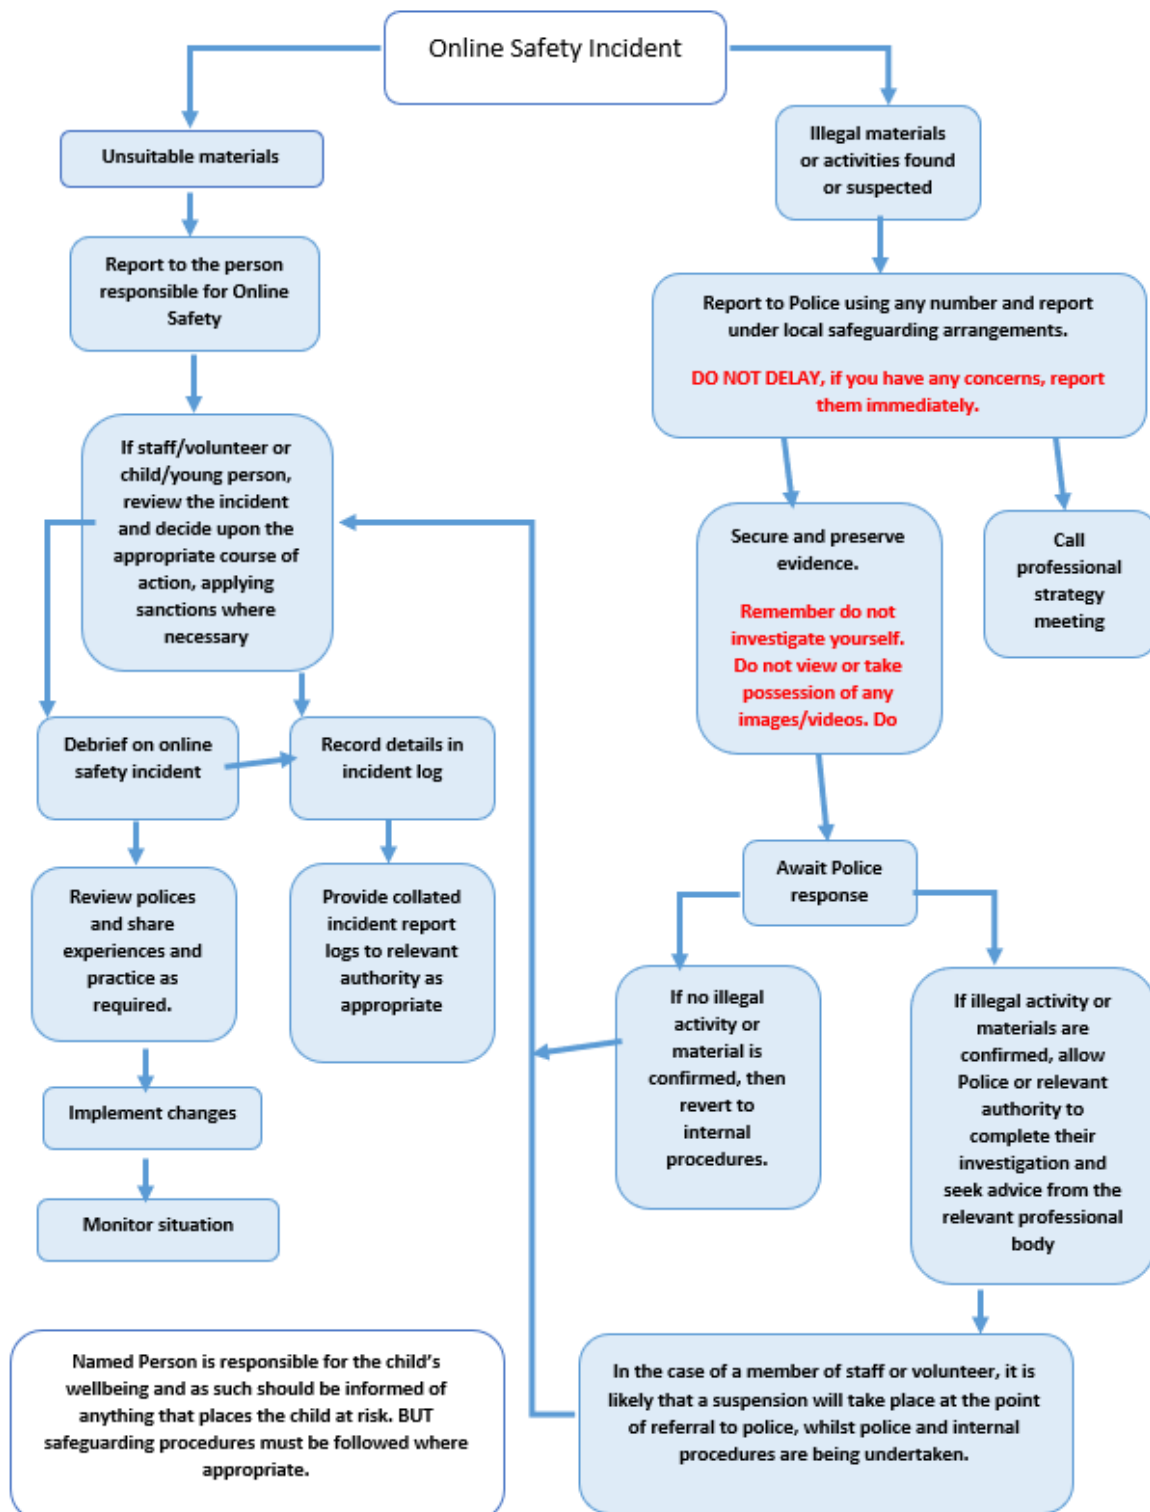 Online Safety Incident
Unsuitable materials
Illegal materials
or activities found
or suspected
Report to the person
responsible for Online
Safety
Report to Police using any number and report
under local safeguarding arrangements.
DO NOT DELAY, if you have any concerns, report
them immediately.
If staff/volunteer or
child/young person,
review the incident
and decide upon the
appropriate course of
action, applying
sanctions where
necessary
Secure and preserve
evidence.
Remember do not
investigate yourself.
Do not view or take
possession of any
images/videos. Do
Call
professional
strategy
meeting
Debrief on online
safety incident
Record details in
incident log
Review polices
and share
experiences and
practice as
required.
Provide collated
incident report
logs to relevant
authority as
appropriate
Await Police
response
If no illegal
activity or
material is
confirmed, then
revert to
internal
procedures.
If illegal activity or
materials are
confirmed, allow
Police or relevant
authority to
complete their
investigation and
seek advice from the
relevant professional
body
Implement changes
Monitor situation
Named Person is responsible for the child's
wellbeing and as such should be informed of
anything that places the child at risk. BUT
safeguarding procedures must be followed where
appropriate.
In the case of a member of staff or volunteer, it is
likely that a suspension will take place at the point
of referral to police, whilst police and internal
procedures are being undertaken.